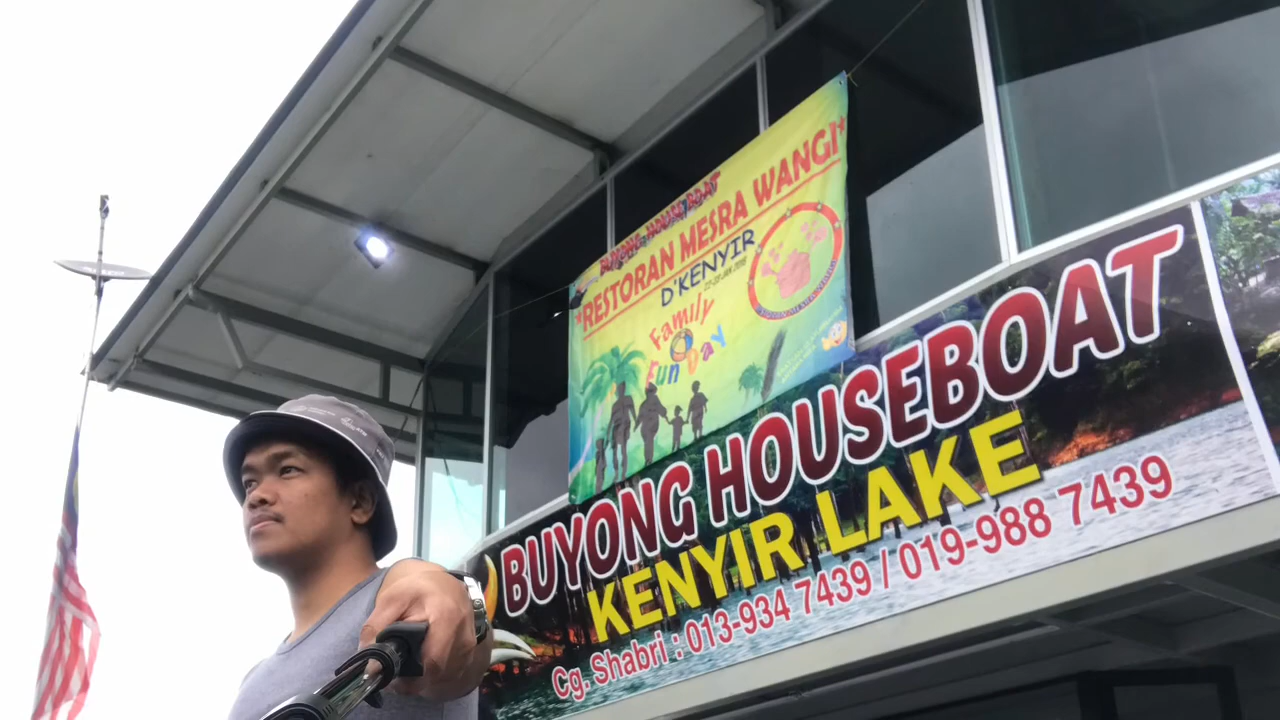 BUYONG HOUSEBOAT
*RESTORAN MESRA WANGI*
D'KENYIR
Family
Fun Day
BUYONG HOUSEBOAT
KENYIR LAKE
Cg. Shabri : 013-934 7439 / 019-988 7439